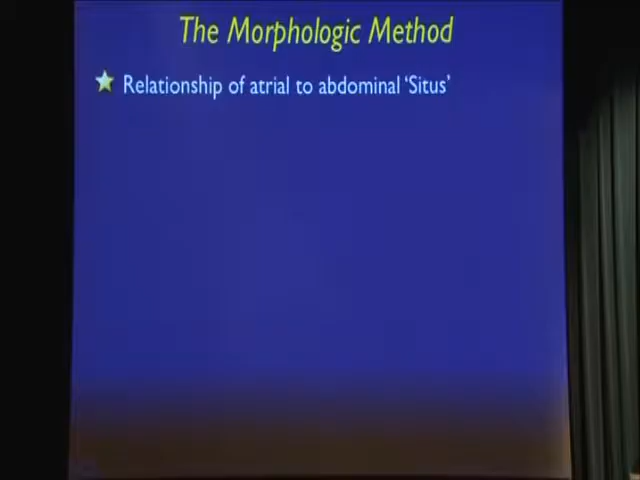 The Morphologic Method
Relationship of atrial to abdominal ‘Situs’